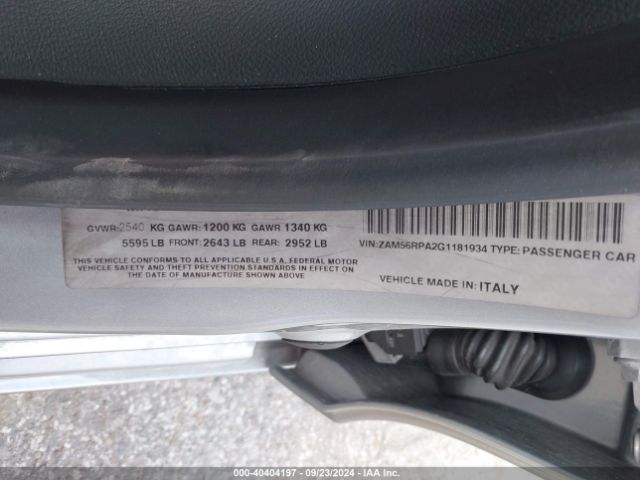 GVWR:2540 KG GAWR:1200 KG GAWR 1340 KG
5595 LB FRONT: 2643 LB REAR: 2952 LB
THIS VEHICLE CONFORMS TO ALL APPLICABLE U.S.A. FEDERAL MOTOR
VEHICLE SAFETY AND THEFT PREVENTION STANDARDS IN EFFECT ON
THE DATE OF MANUFACTURE SHOWN ABOVE
VIN: ZAM56RPA2G1181934 TYPE: PASSENGER CAR
VEHICLE MADE IN: ITALY
000-40404197 - 09/23/2024 - IAA Inc.